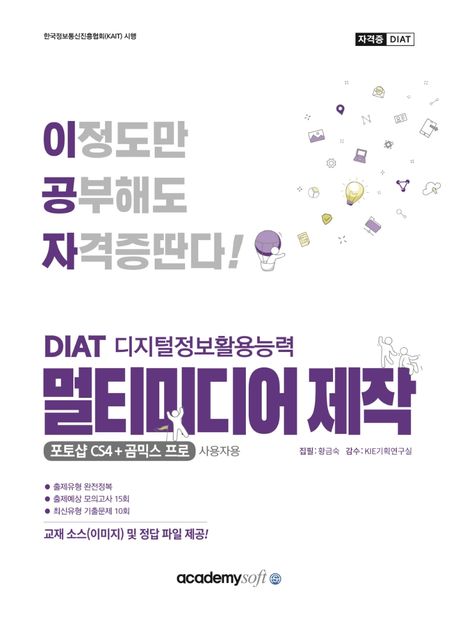 한국정보통신진흥협회(KAIT) 시행
자격증 DIAT
이정도만
공부해도
자격증딴다!
DIAT 디지털정보활용능력
멀티미디어 제작
포토샵 CS4 + 곰믹스 프로 사용자용
집필: 황금숙 감수: KIE기획연구실
● 출제유형 완전정복
● 출제예상 모의고사 15회
● 최신유형 기출문제 10회
교재 소스(이미지) 및 정답 파일 제공!
academysoft